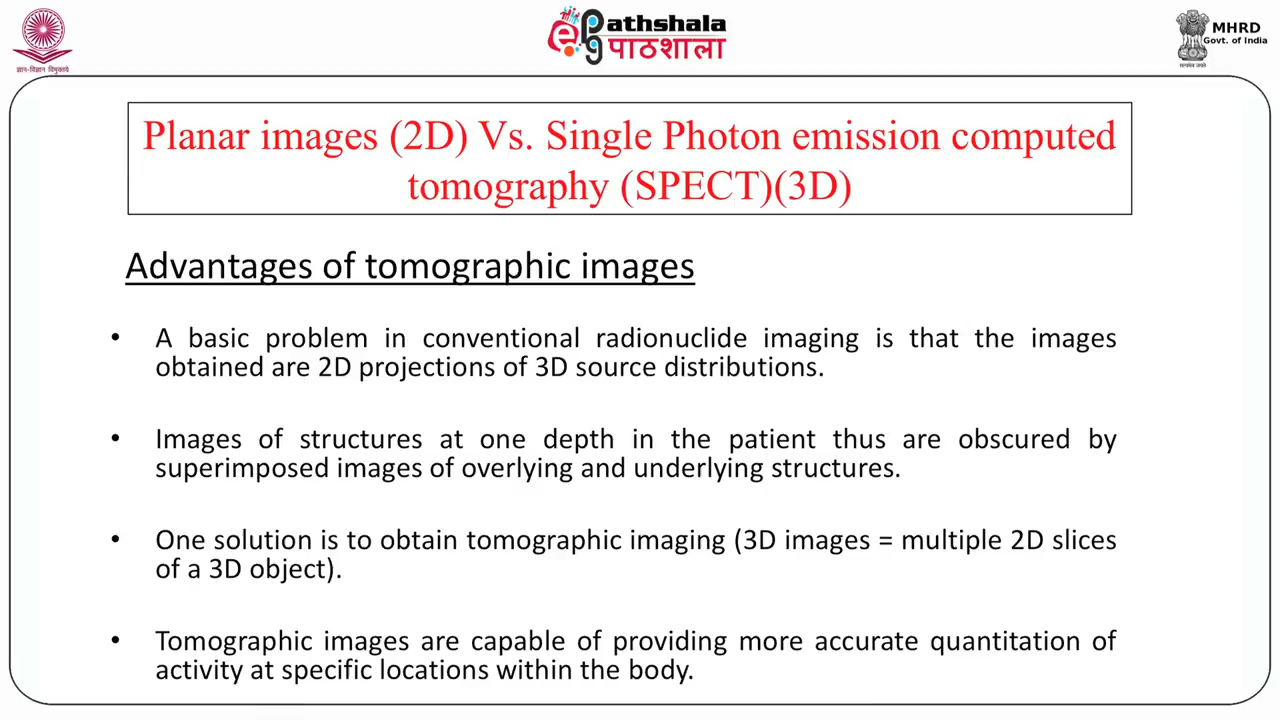 Pathshala
पाठशाला
MHRD
Govt. of India
ज्ञान-विज्ञान विमुक्तये
सत्यमेव जयते
Planar images (2D) Vs. Single Photon emission computed
tomography (SPECT)(3D)
Advantages of tomographic images
• A basic problem in conventional radionuclide imaging is that the images
obtained are 2D projections of 3D source distributions.
• Images of structures at one depth in the patient thus are obscured by
superimposed images of overlying and underlying structures.
• One solution is to obtain tomographic imaging (3D images = multiple 2D slices
of a 3D object).
• Tomographic images are capable of providing more accurate quantitation of
activity at specific locations within the body.